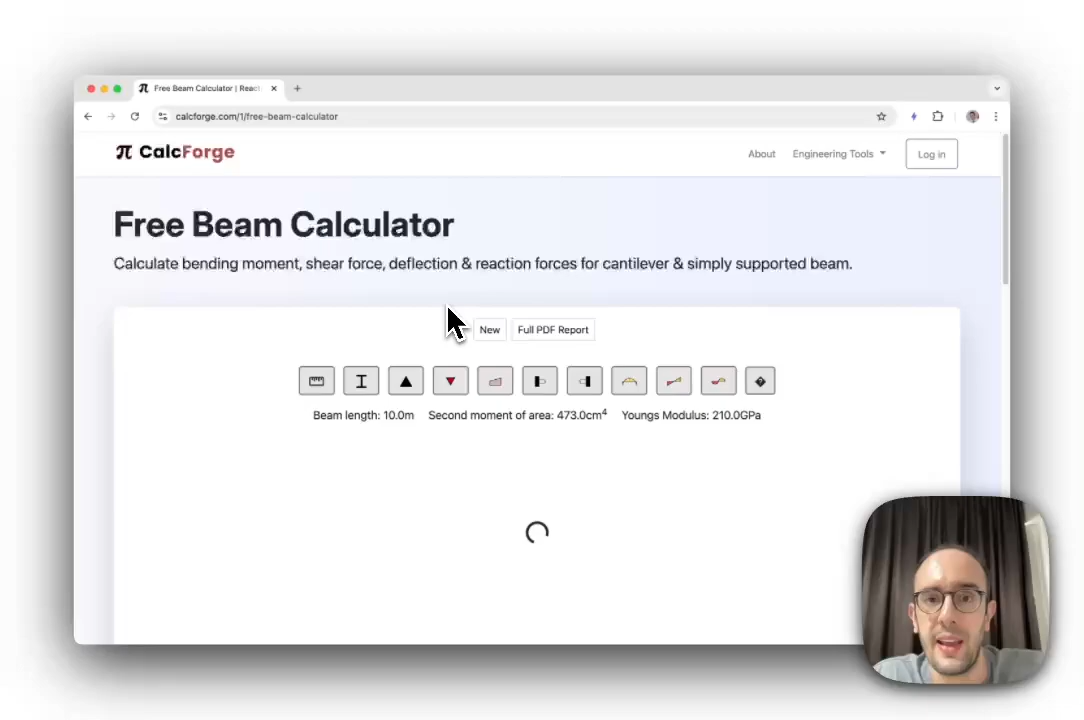 Free Beam Calculator | React
calcforge.com/1/free-beam-calculator
π CalcForge
About
Engineering Tools
Log in
Free Beam Calculator
Calculate bending moment, shear force, deflection & reaction forces for cantilever & simply supported beam.
New
Full PDF Report
Beam length: 10.0m Second moment of area: 473.0cm⁴ Youngs Modulus: 210.0GPa